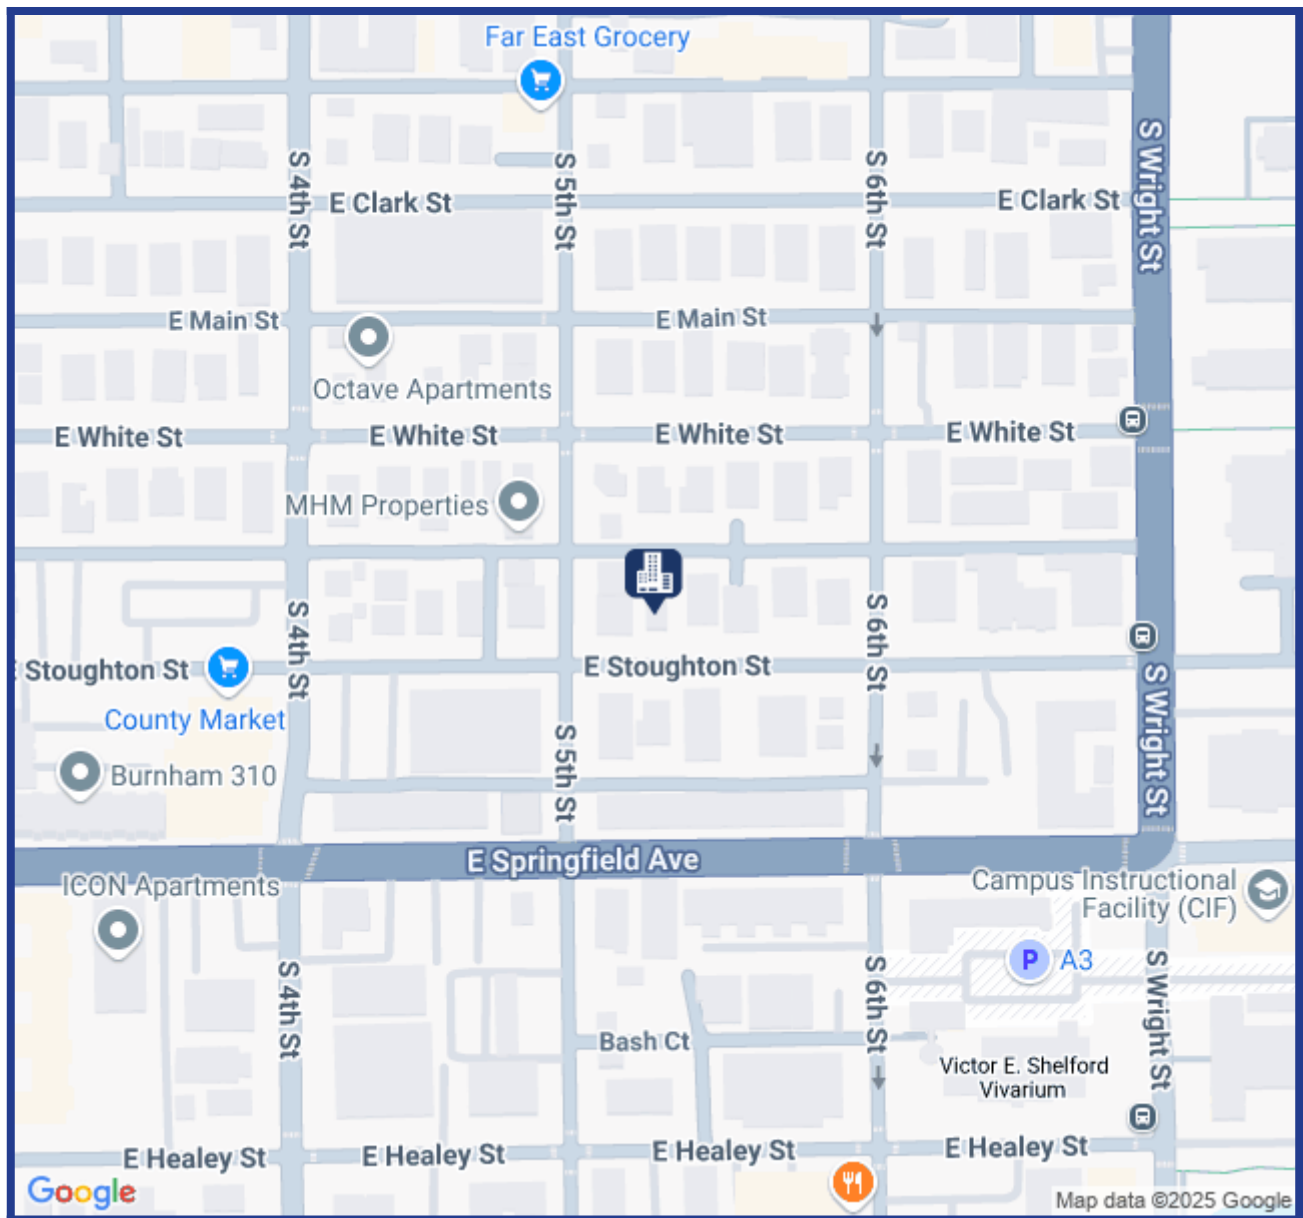 Far East Grocery
S 4th St
S 5th St
S 6th St
S Wright St
E Clark St
E Clark St
E Main St
E Main St
Octave Apartments
E White St
E White St
E White St
E White St
MHM Properties
S 4th St
S 6th St
E Stoughton St
E Stoughton St
County Market
S 5th St
S Wright St
Burnham 310
E Springfield Ave
ICON Apartments
Campus Instructional
Facility (CIF)
P A3
S 4th St
S 6th St
S Wright St
Bash Ct
Victor E. Shelford
Vivarium
E Healey St
E Healey St
E Healey St
E Healey St
Google
Map data ©2025 Google